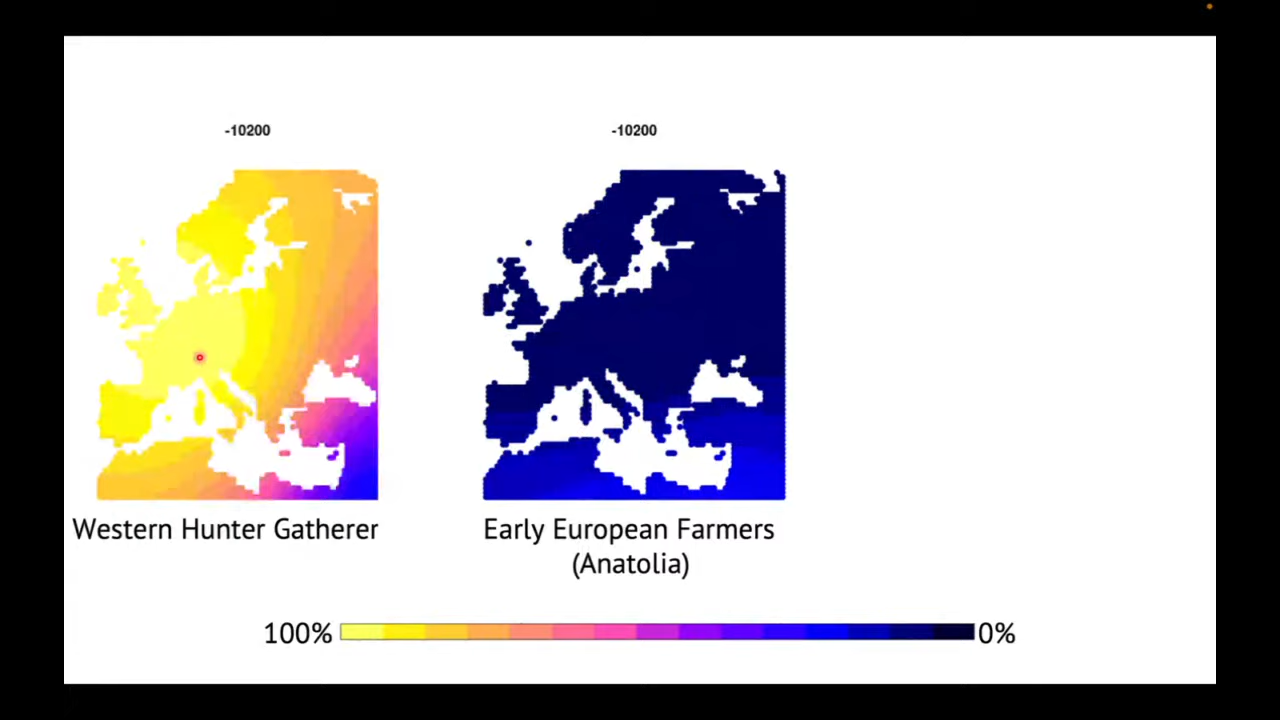 -10200
-10200
Western Hunter Gatherer
Early European Farmers
(Anatolia)
100%
0%